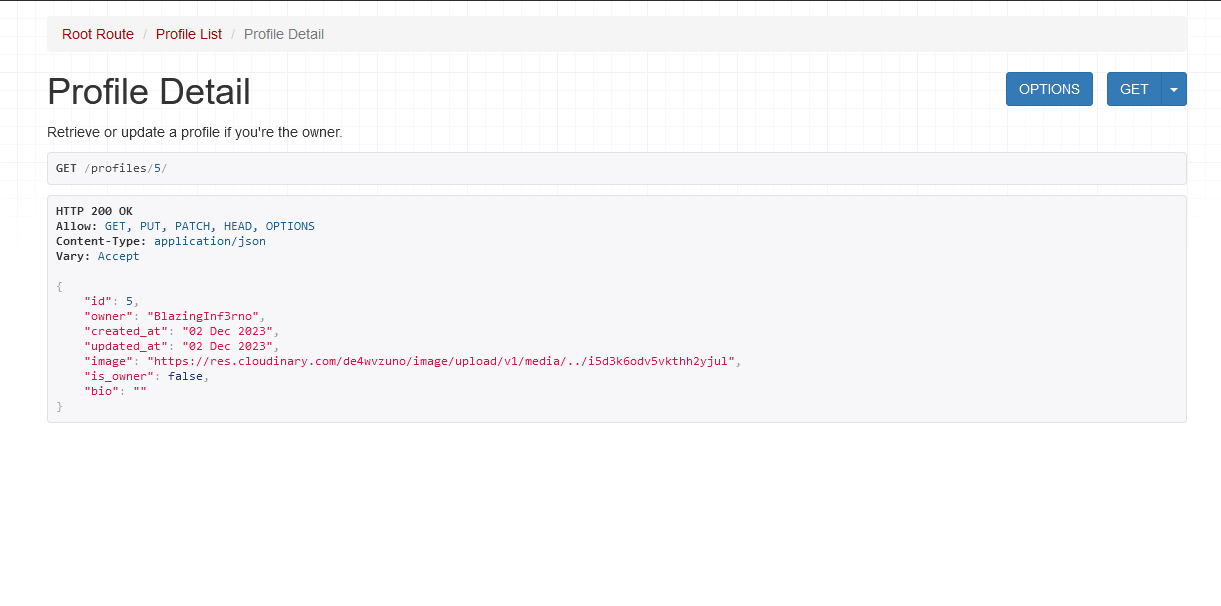 Root Route / Profile List / Profile Detail
Profile Detail
OPTIONS
GET
Retrieve or update a profile if you're the owner.
GET /profiles/5/
HTTP 200 OK
Allow: GET, PUT, PATCH, HEAD, OPTIONS
Content-Type: application/json
Vary: Accept
{
    "id": 5,
    "owner": "BlazingInf3rno",
    "created_at": "02 Dec 2023",
    "updated_at": "02 Dec 2023",
    "image": "https://res.cloudinary.com/de4wvzuno/image/upload/v1/media/../i5d3k6odv5vkthh2yjul",
    "is_owner": false,
    "bio": ""
}